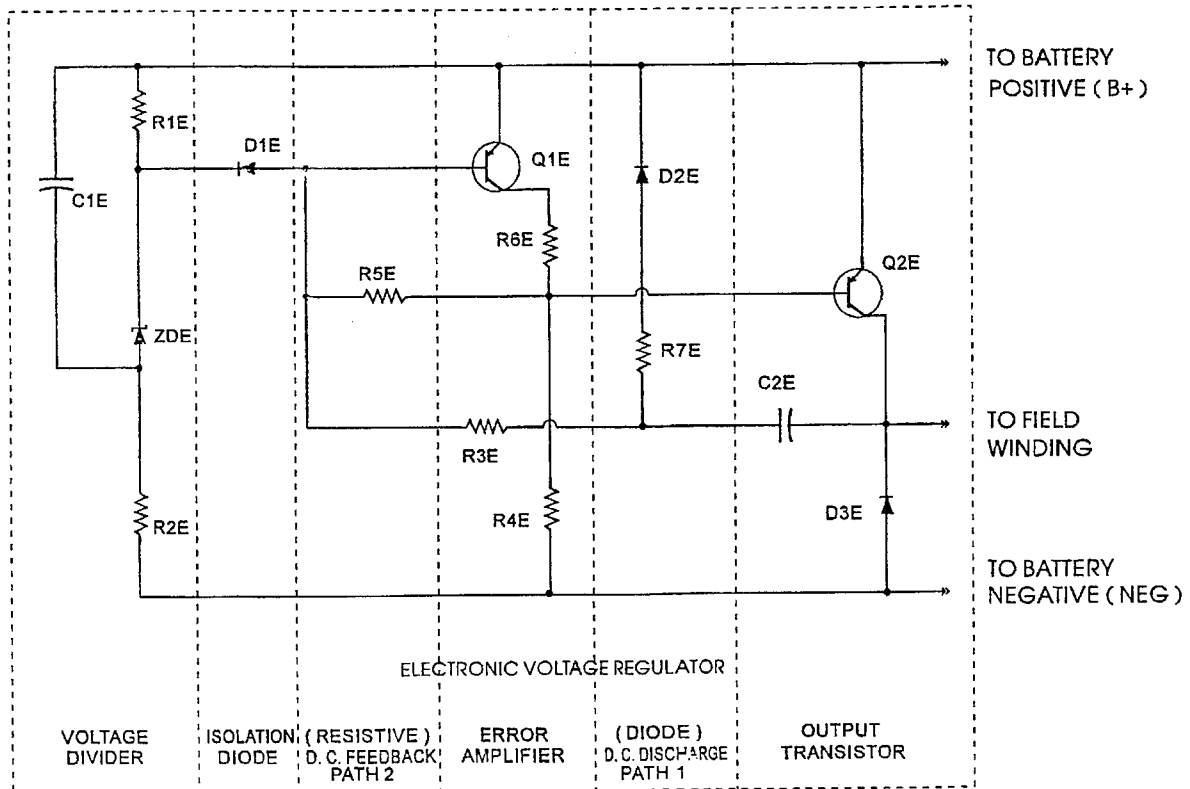 TO BATTERY
POSITIVE ( B+ )
R1E
D1E
Q1E
C1E
D2E
R6E
Q2E
R5E
ZDE
R7E
C2E
TO FIELD
WINDING
R3E
R2E
R4E
D3E
TO BATTERY
NEGATIVE ( NEG )
ELECTRONIC VOLTAGE REGULATOR
VOLTAGE
DIVIDER
ISOLATION
DIODE
( RESISTIVE )
D. C. FEEDBACK
PATH 2
ERROR
AMPLIFIER
( DIODE )
D. C. DISCHARGE
PATH 1
OUTPUT
TRANSISTOR